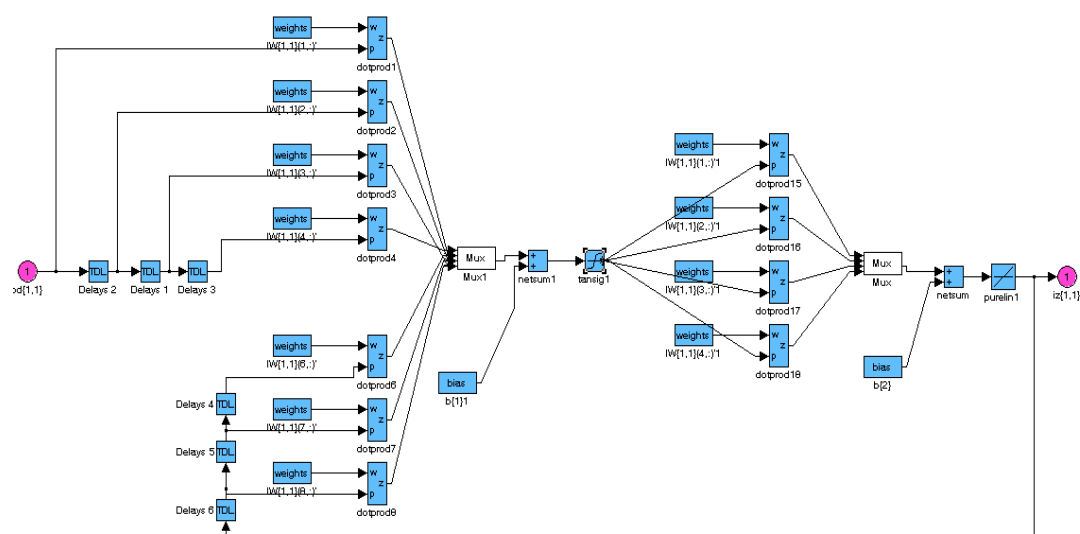 weights
w
z
p
IW[1,1](1,:)'
dotprod1
weights
w
z
p
IW[1,1](2,:)'
dotprod2
weights
w
z
p
IW[1,1](3,:)'
dotprod3
weights
w
z
p
IW[1,1](4,:)'
dotprod4
1
pd{1,1}
TDL
Delays 2
TDL
Delays 1
TDL
Delays 3
weights
w
z
p
IW[1,1](6,:)'
dotprod6
Delays 4
TDL
weights
w
z
p
IW[1,1](7,:)'
dotprod7
Delays 5
TDL
weights
w
z
p
IW[1,1](8,:)'
dotprod8
Delays 6
TDL
Mux
Mux1
+
+
netsum1
bias
b{1}1
tansig1
weights
w
z
p
IW[1,1](1,:)'1
dotprod15
weights
w
z
p
IW[1,1](2,:)'1
dotprod16
weights
w
z
p
IW[1,1](3,:)'1
dotprod17
weights
w
z
p
IW[1,1](4,:)'1
dotprod18
Mux
Mux
+
+
netsum
bias
b{2}
purelin1
1
iz{1,1}